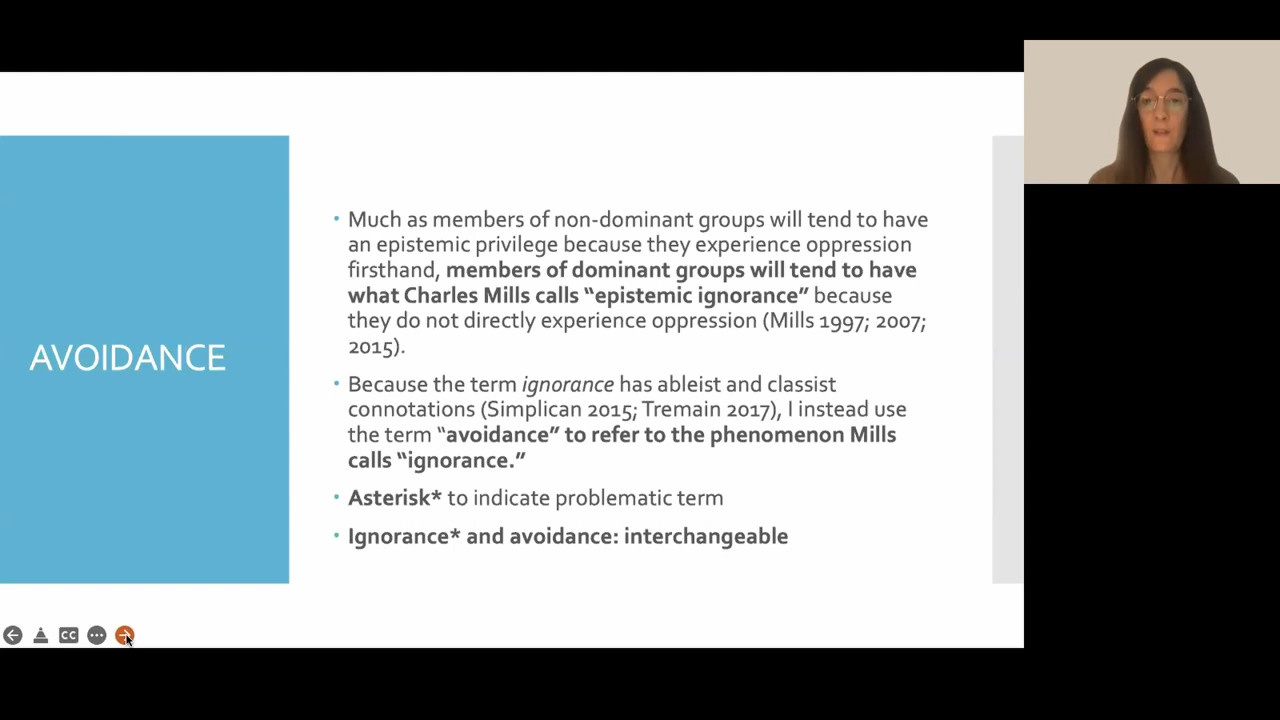 AVOIDANCE
• Much as members of non-dominant groups will tend to have
an epistemic privilege because they experience oppression
firsthand, members of dominant groups will tend to have
what Charles Mills calls “epistemic ignorance” because
they do not directly experience oppression (Mills 1997; 2007;
2015).
• Because the term ignorance has ableist and classist
connotations (Simplican 2015; Tremain 2017), I instead use
the term “avoidance” to refer to the phenomenon Mills
calls “ignorance.”
• Asterisk* to indicate problematic term
• Ignorance* and avoidance: interchangeable
CC